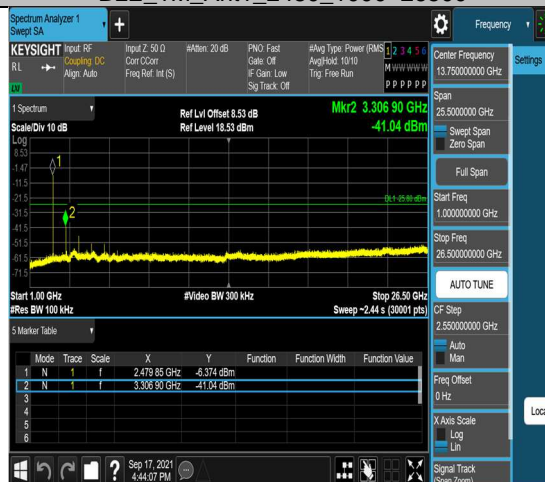 Spectrum Analyzer 1
Swept SA
Frequency
KEYSIGHT
RL
Input: RF
Coupling: DC
Align: Auto
Input Z: 50 Ω
Corr CCorr
Freq Ref: Int (S)
#Atten: 20 dB
PNO: Fast
Gate: Off
IF Gain: Low
Sig Track: Off
#Avg Type: Power (RMS
Avg|Hold: 10/10
Trig: Free Run
1 2 3 4 5 6
M W W W W W
P P P P P P
Center Frequency
13.750000000 GHz
Settings
Span
25.5000000 GHz
Swept Span
Zero Span
Full Span
Start Freq
1.000000000 GHz
Stop Freq
26.500000000 GHz
AUTO TUNE
CF Step
2.550000000 GHz
Auto
Man
Freq Offset
0 Hz
X Axis Scale
Log
Lin
Signal Track
(Span Zoom)
Loca
1 Spectrum
Scale/Div 10 dB
Ref Lvl Offset 8.53 dB
Ref Level 18.53 dBm
Mkr2 3.306 90 GHz
-41.04 dBm
Log
8.53
-1.47
-11.5
-21.5
-31.5
-41.5
-51.5
-61.5
-71.5
1
2
Start 1.00 GHz
#Res BW 100 kHz
#Video BW 300 kHz
Stop 26.50 GHz
Sweep ~2.44 s (30001 pts)
5 Marker Table
Mode Trace Scale X Y Function Function Width Function Value
1 N 1 f 2.479 85 GHz -6.374 dBm
2 N 1 f 3.306 90 GHz -41.04 dBm
3
4
5
6
Sep 17, 2021
4:44:07 PM